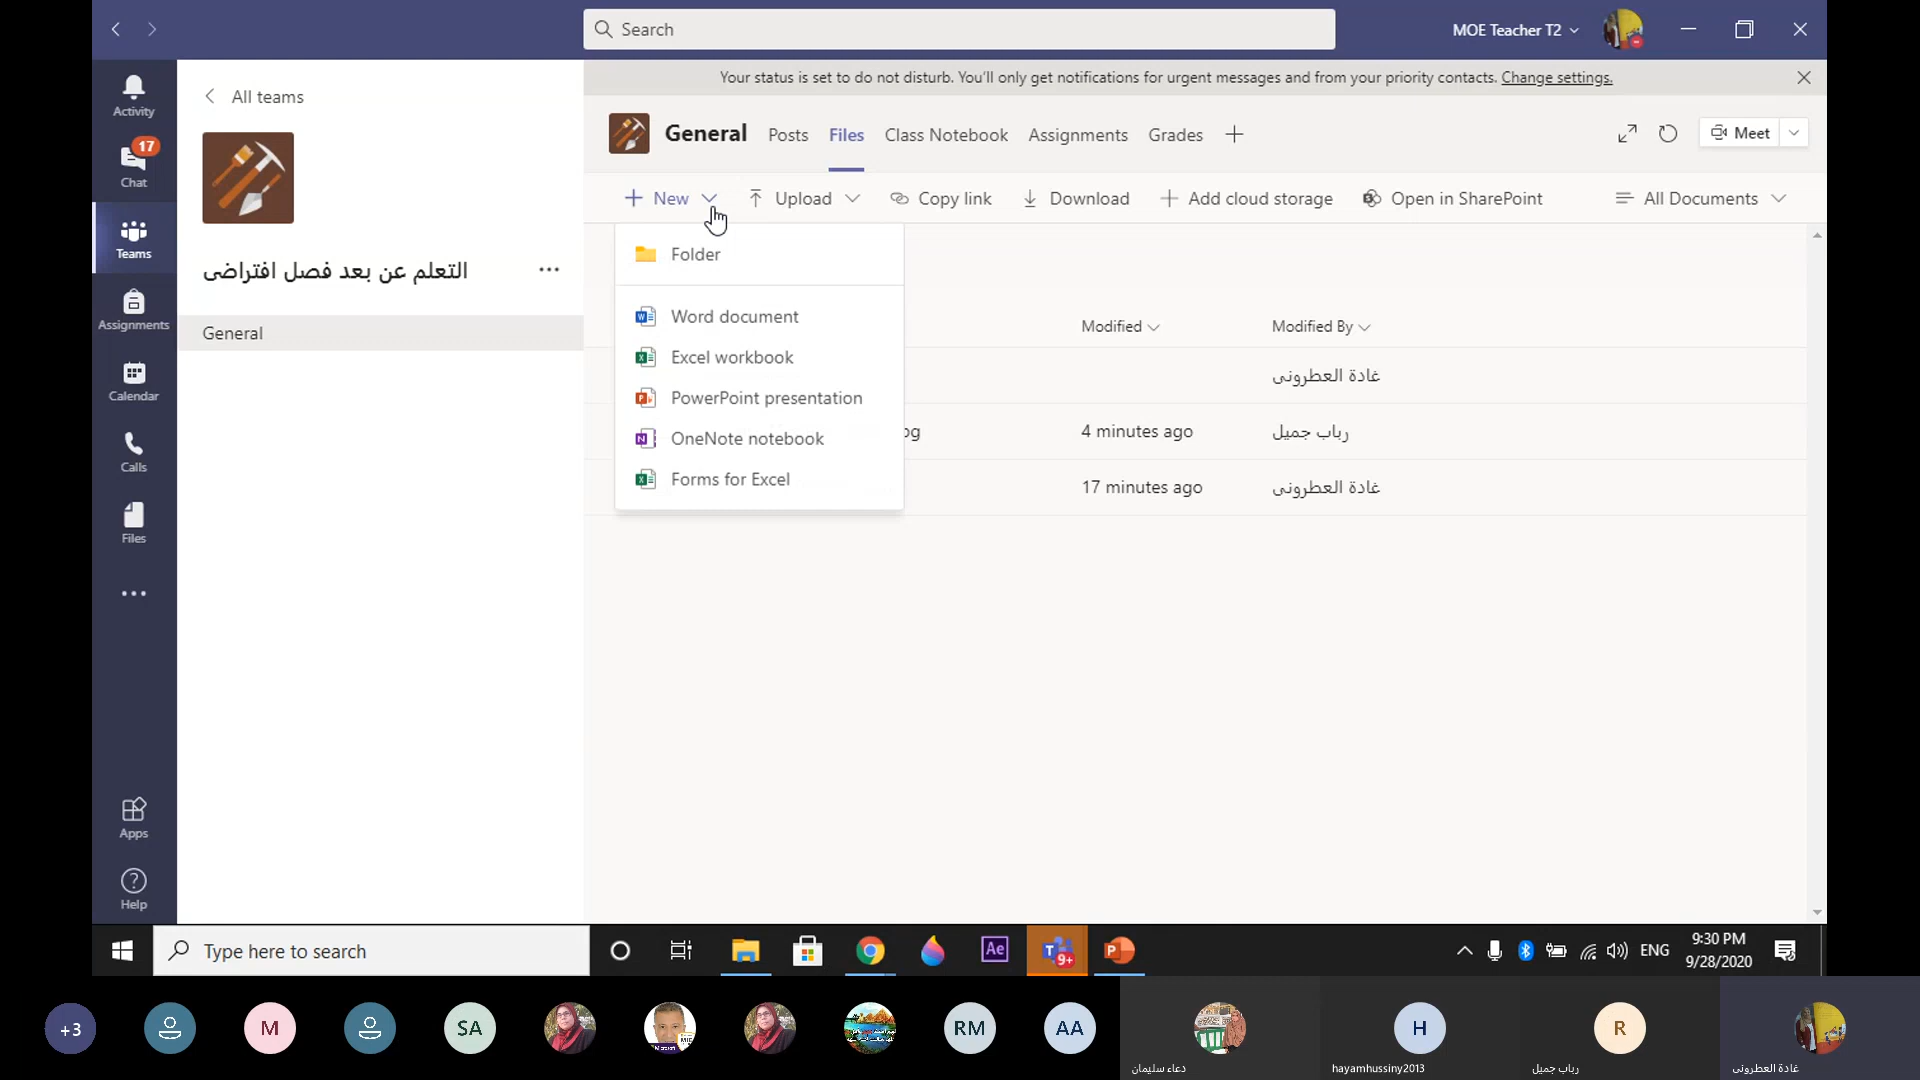 Search
MOE Teacher T2
Your status is set to do not disturb. You'll only get notifications for urgent messages and from your priority contacts. Change settings.
Activity
17
Chat
Teams
Assignments
Calendar
Calls
Files
Apps
Help
All teams
التعلم عن بعد فصل افتراضى
General
General Posts Files Class Notebook Assignments Grades
Meet
New Upload Copy link Download Add cloud storage Open in SharePoint All Documents
Folder
Word document
Excel workbook
PowerPoint presentation
OneNote notebook
Forms for Excel
Modified Modified By
غادة العطرونى
4 minutes ago رباب جميل
17 minutes ago غادة العطرونى
Type here to search
Ae
9+
ENG
9:30 PM
9/28/2020
+3 M SA RM AA H R
دعاء سليمان hayamhussiny2013 رباب جميل غادة العطرونى